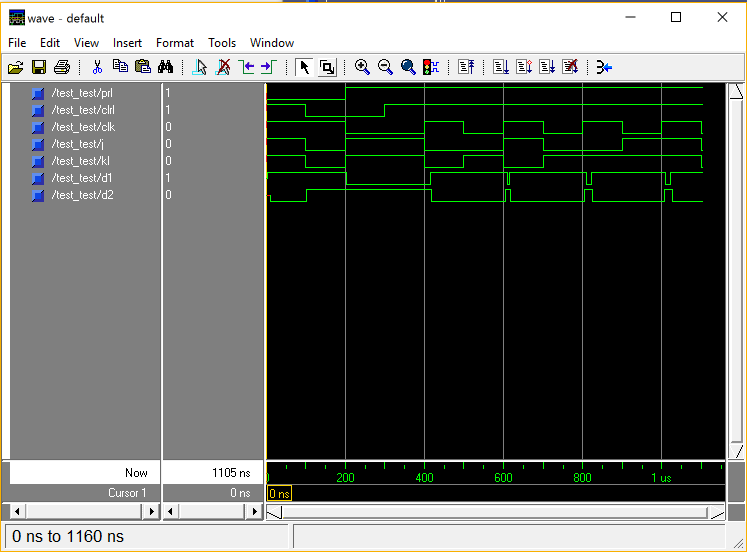 wave - default
File Edit View Insert Format Tools Window
/test_test/prl 1
/test_test/clrl 1
/test_test/clk 0
/test_test/j 0
/test_test/kl 0
/test_test/d1 1
/test_test/d2 0
Now 1105 ns 0 200 400 600 800 1 us
Cursor 1 0 ns 0 ns
0 ns to 1160 ns